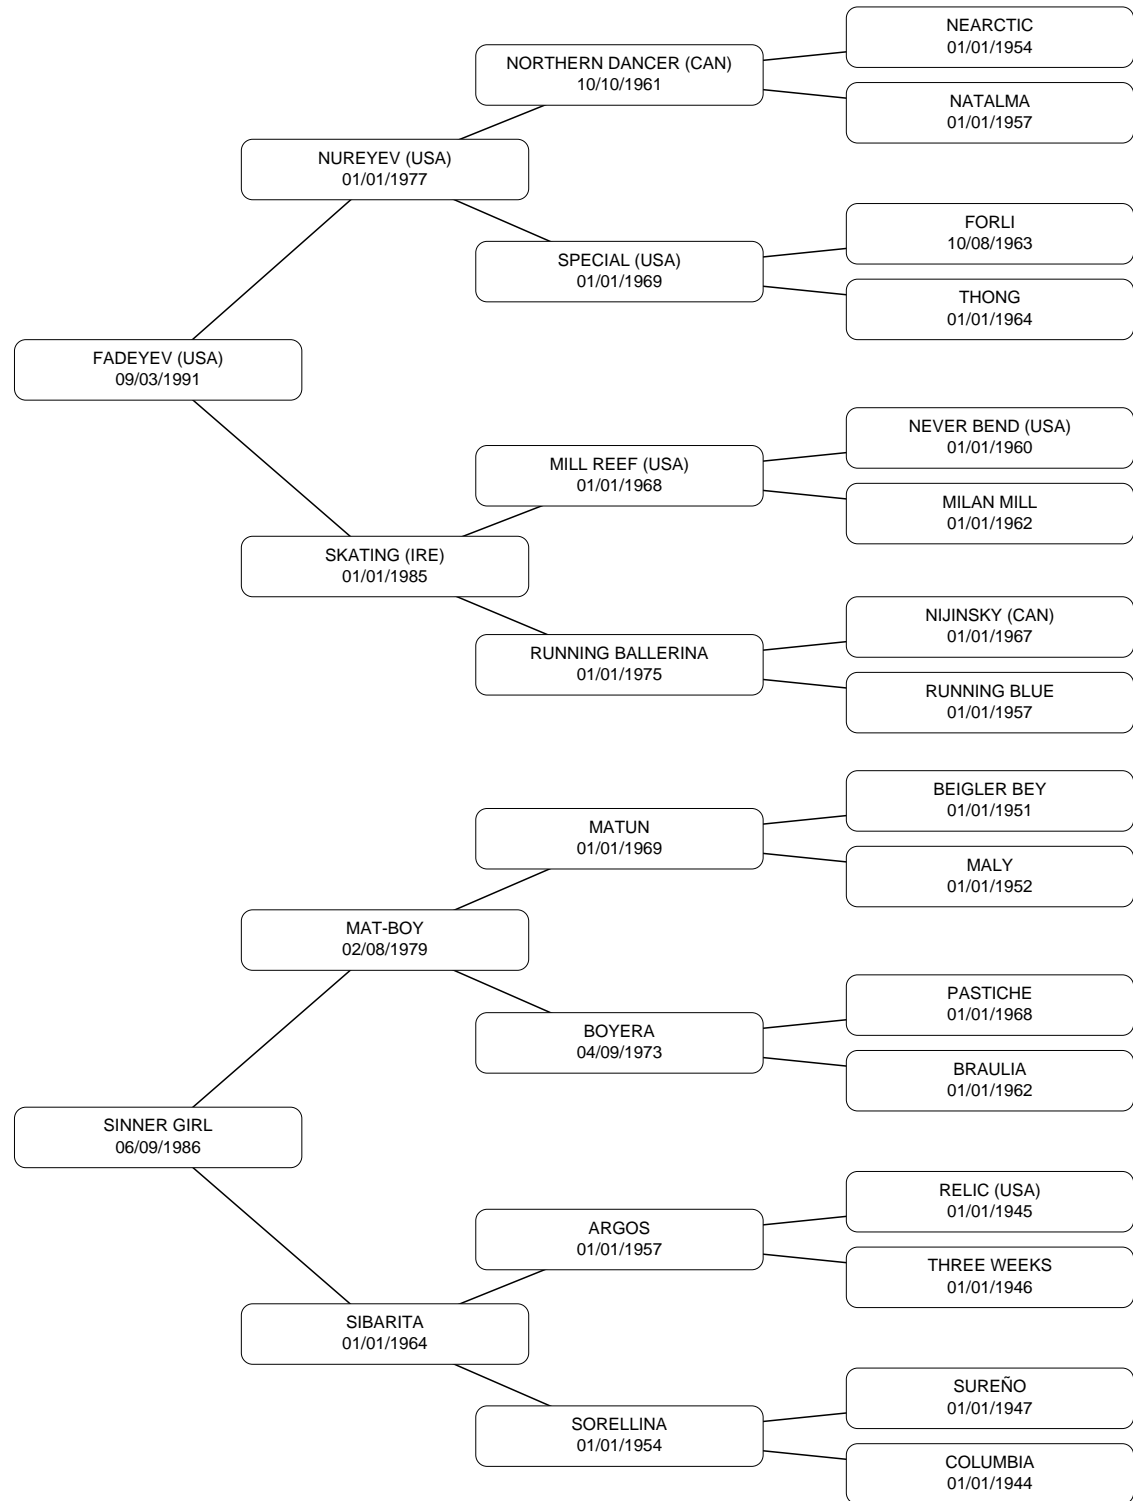 NEARCTIC
01/01/1954
NORTHERN DANCER (CAN)
10/10/1961
NATALMA
01/01/1957
NUREYEV (USA)
01/01/1977
FORLI
10/08/1963
SPECIAL (USA)
01/01/1969
THONG
01/01/1964
FADEYEV (USA)
09/03/1991
NEVER BEND (USA)
01/01/1960
MILL REEF (USA)
01/01/1968
MILAN MILL
01/01/1962
SKATING (IRE)
01/01/1985
NIJINSKY (CAN)
01/01/1967
RUNNING BALLERINA
01/01/1975
RUNNING BLUE
01/01/1957
BEIGLER BEY
01/01/1951
MATUN
01/01/1969
MALY
01/01/1952
MAT-BOY
02/08/1979
PASTICHE
01/01/1968
BOYERA
04/09/1973
BRAULIA
01/01/1962
SINNER GIRL
06/09/1986
RELIC (USA)
01/01/1945
ARGOS
01/01/1957
THREE WEEKS
01/01/1946
SIBARITA
01/01/1964
SUREÑO
01/01/1947
SORELLINA
01/01/1954
COLUMBIA
01/01/1944